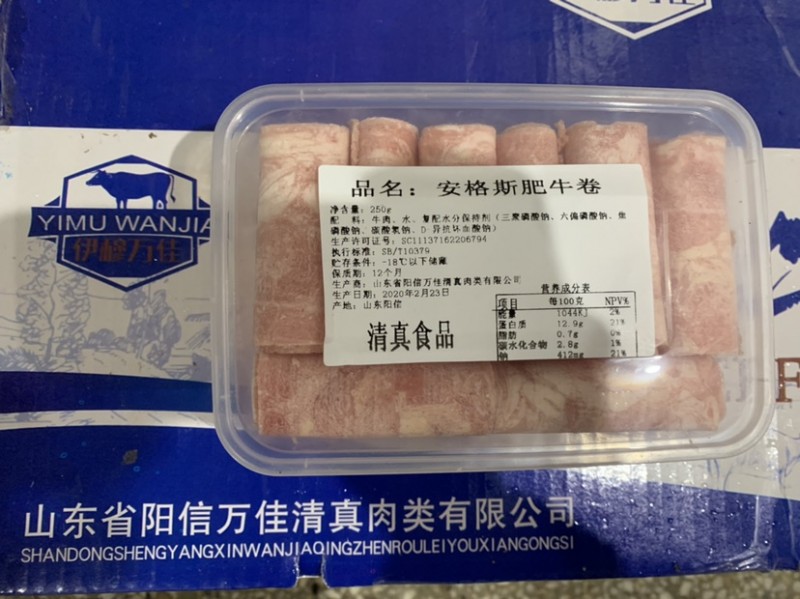 YIMU WANJIA
伊穆万佳
品名：安格斯肥牛卷
净含量：250g
配 料：牛肉、水、复配水分保持剂（三聚磷酸钠、六偏磷酸钠、焦
磷酸钠、碳酸氢钠、D-异抗坏血酸钠）
生产许可证号：SC11137162206794
执行标准：SB/T10379
贮存条件：-18℃以下储藏
保质期：12个月
生产商：山东省阳信万佳清真肉类有限公司
生产日期：2020年2月23日
产地：山东阳信
清真食品
营养成分表
项目 每100克 NPV%
能量 1044KJ 2%
蛋白质 12.9g 21%
脂肪 0.7g 0%
碳水化合物 2.8g 1%
钠 412mg 21%
F
山东省阳信万佳清真肉类有限公司
SHANDONGSHENGYANGXINWANJIAQINGZHENROULEIYOUXIANGONGSI